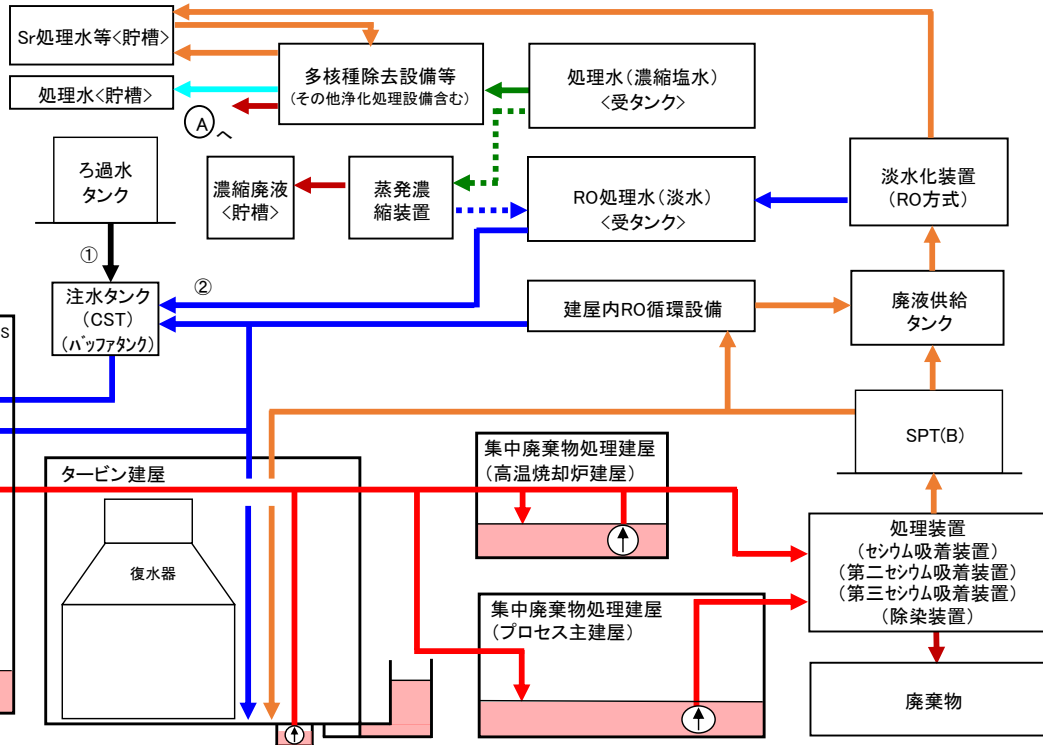 Sr処理水等<貯槽>
処理水<貯槽>
多核種除去設備等
(その他浄化処理設備含む)
処理水(濃縮塩水)
<受タンク>
Aへ
ろ過水
タンク
濃縮廃液
<貯槽>
蒸発濃
縮装置
RO処理水(淡水)
<受タンク>
淡水化装置
(RO方式)
①
②
注水タンク
(CST)
(バッファタンク)
建屋内RO循環設備
廃液供給
タンク
S
SPT(B)
タービン建屋
復水器
集中廃棄物処理建屋
(高温焼却炉建屋)
集中廃棄物処理建屋
(プロセス主建屋)
処理装置
(セシウム吸着装置)
(第二セシウム吸着装置)
(第三セシウム吸着装置)
(除染装置)
廃棄物